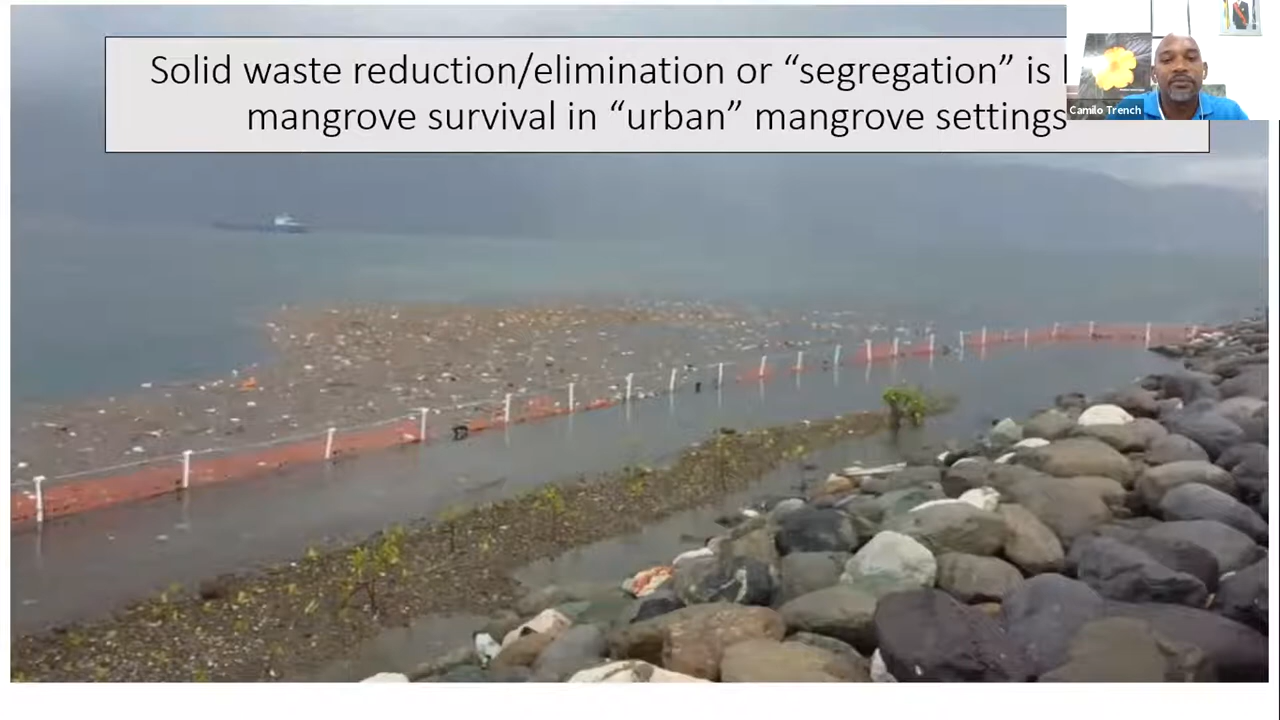 Solid waste reduction/elimination or “segregation” is
mangrove survival in “urban” mangrove settings
Camilo Trench